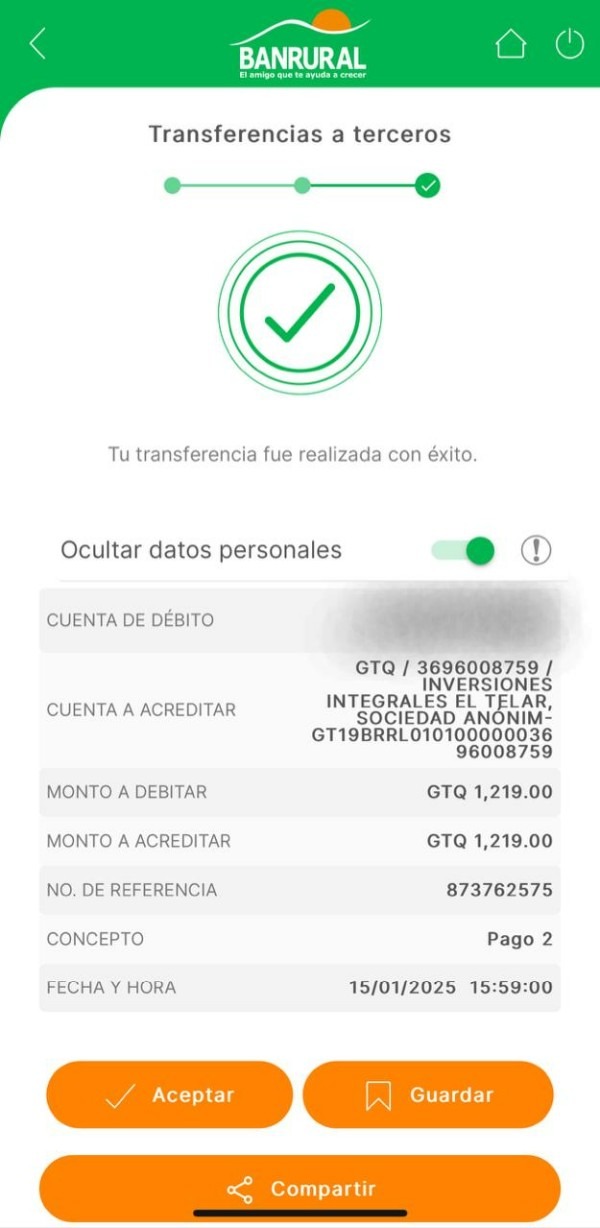 BANRURAL
El amigo que te ayuda a crecer
Transferencias a terceros
Tu transferencia fue realizada con éxito.
Ocultar datos personales
CUENTA DE DÉBITO
CUENTA A ACREDITAR
GTQ / 3696008759 /
INVERSIONES
INTEGRALES EL TELAR,
SOCIEDAD ANÓNIM-
GT19BRRL010100000036
96008759
MONTO A DEBITAR GTQ 1,219.00
MONTO A ACREDITAR GTQ 1,219.00
NO. DE REFERENCIA 873762575
CONCEPTO Pago 2
FECHA Y HORA 15/01/2025 15:59:00
Aceptar Guardar
Compartir